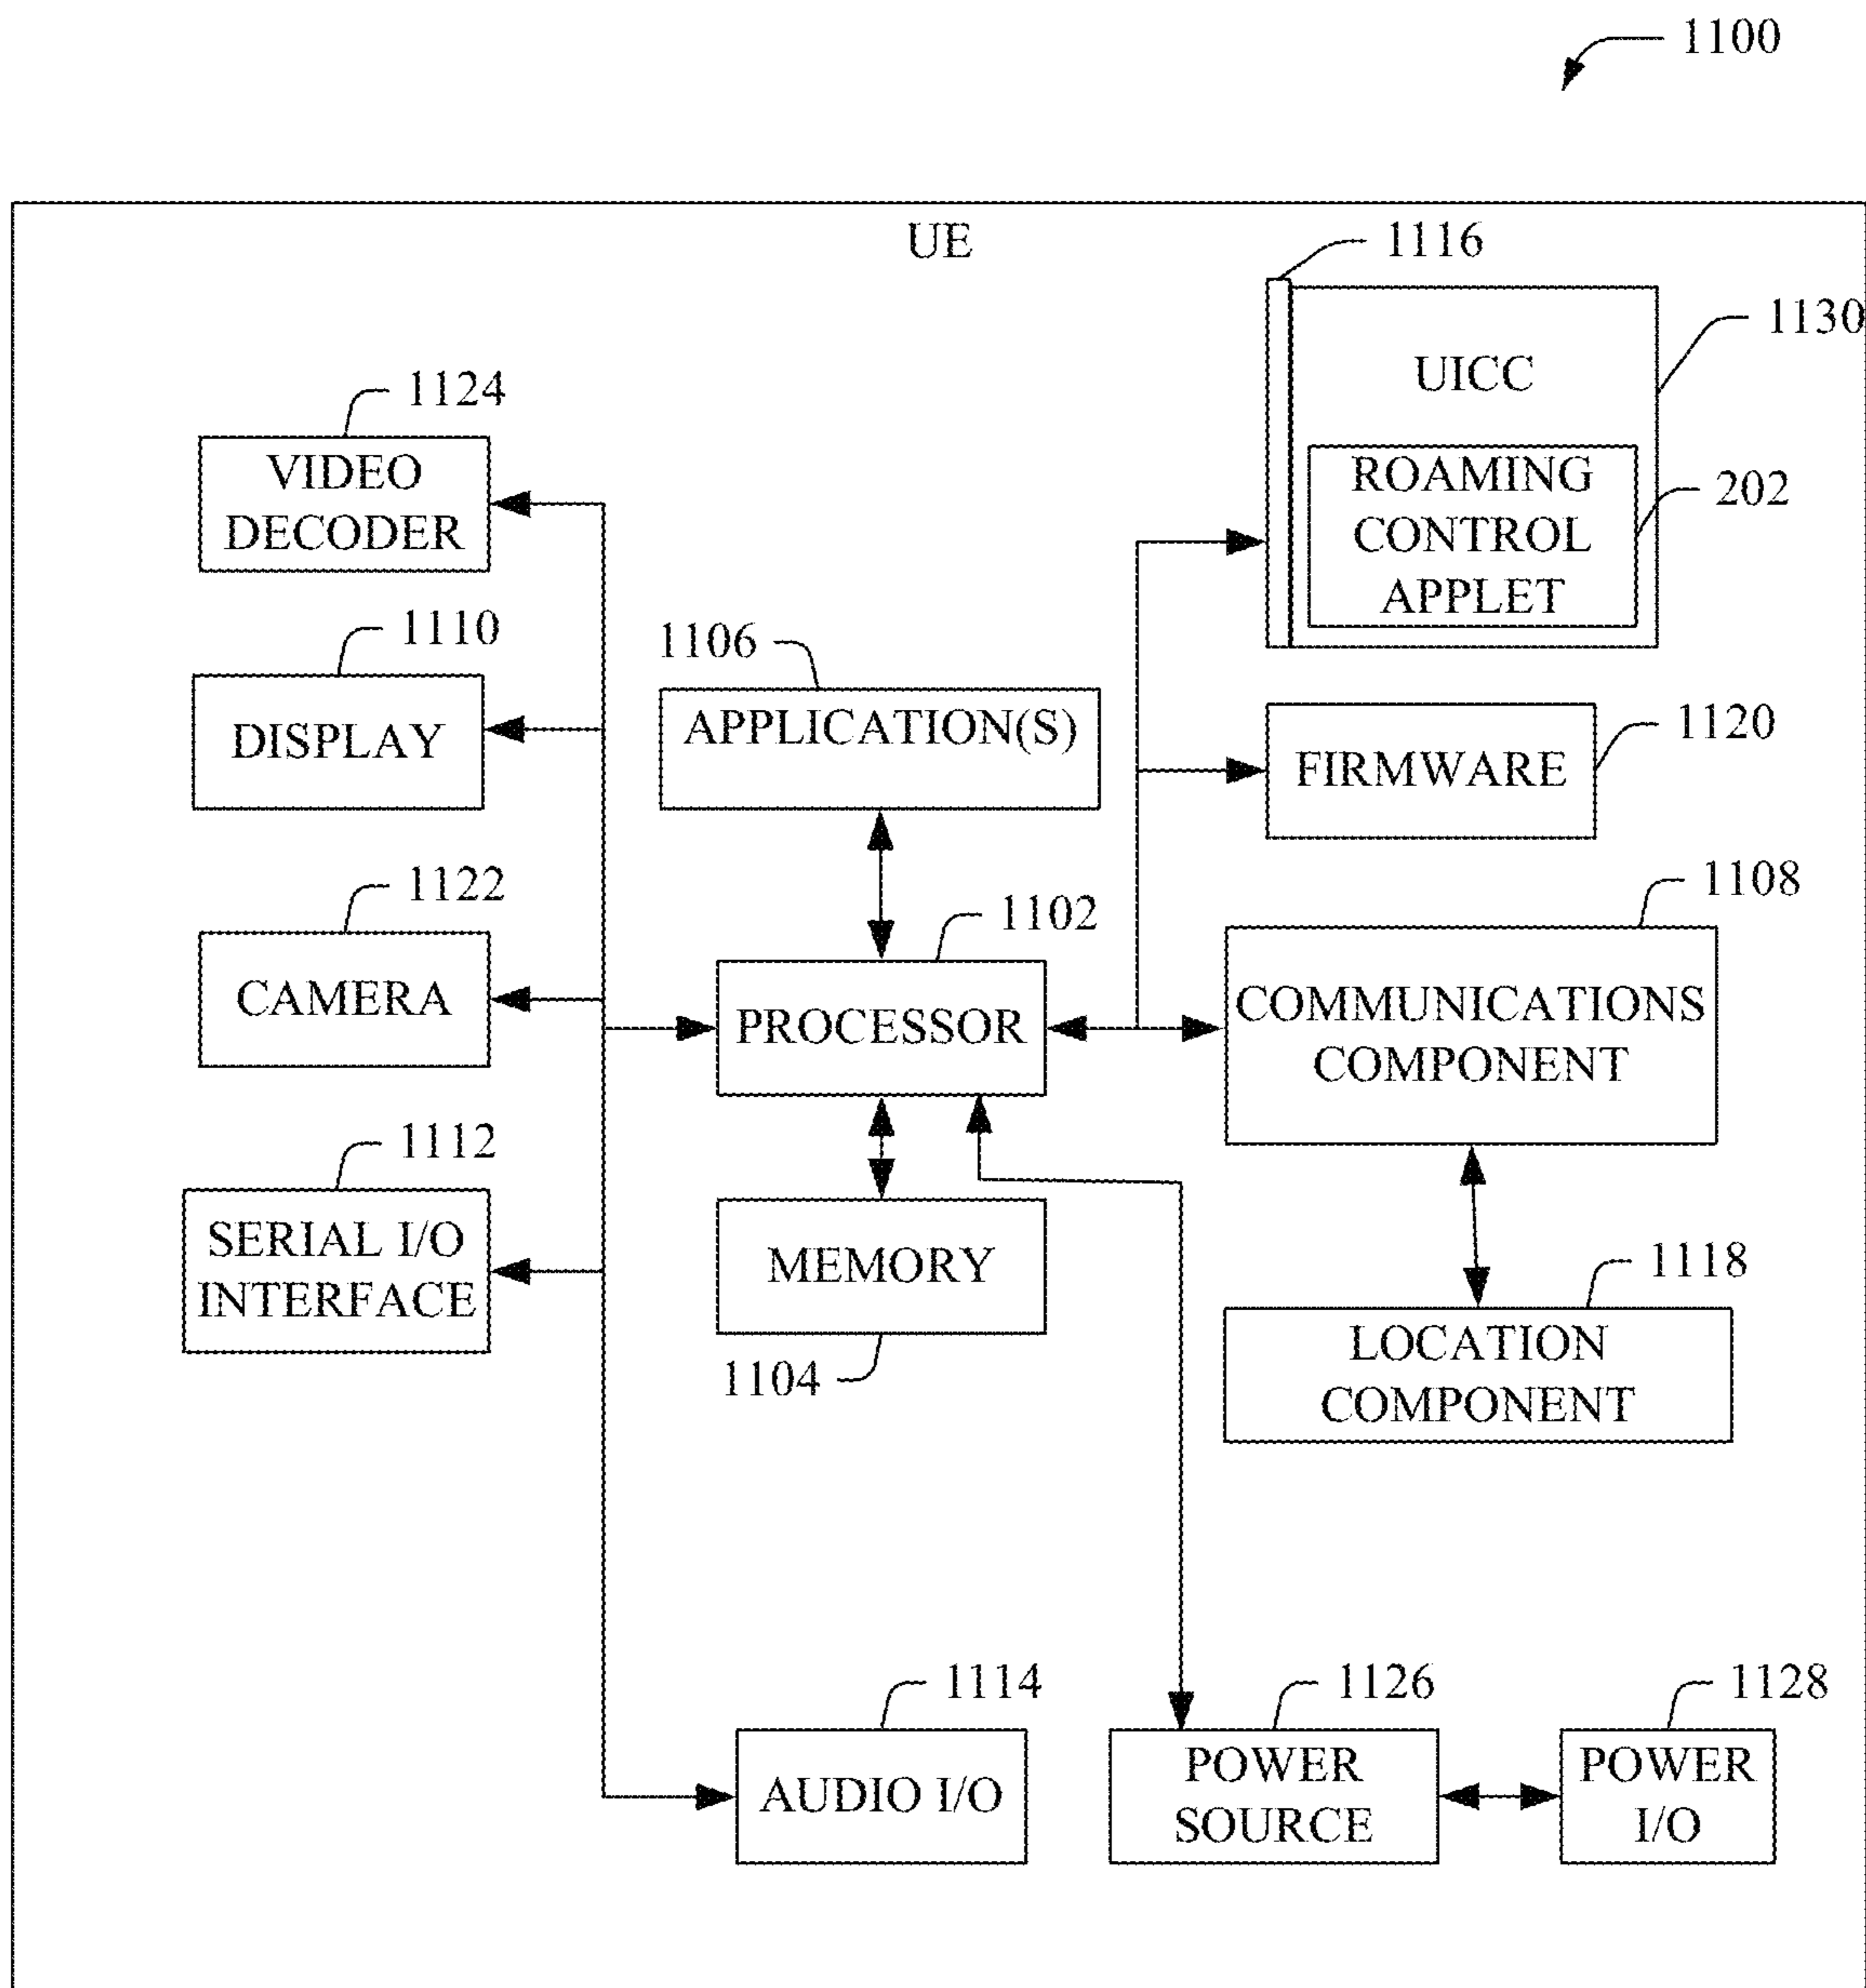 1100
UE
1116
1130
UICC
1124
VIDEO
DECODER
ROAMING
CONTROL
APPLET
202
1110
DISPLAY
1106
APPLICATION(S)
1120
FIRMWARE
1122
CAMERA
1102
PROCESSOR
1108
COMMUNICATIONS
COMPONENT
1112
SERIAL I/O
INTERFACE
MEMORY
1104
1118
LOCATION
COMPONENT
1114
AUDIO I/O
1126
POWER
SOURCE
1128
POWER
I/O